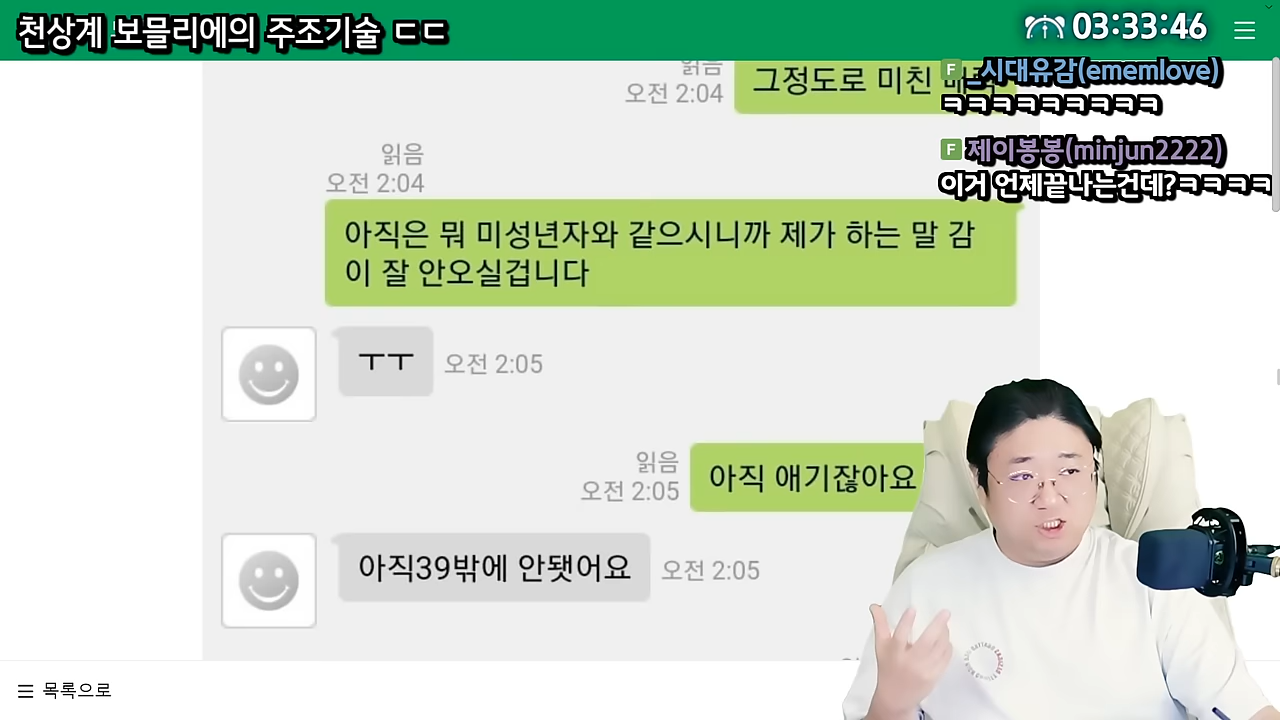 천상계 보믈리에의 주조기술 ㄷㄷ
03:33:46
F _시대유감(ememlove)
ㅋㅋㅋㅋㅋㅋㅋㅋㅋ
F 제이봉봉(minjun2222)
이거 언제끝나는건데?ㅋㅋㅋㅋ
읽음
오전 2:04
그정도로 미친
읽음
오전 2:04
아직은 뭐 미성년자와 같으시니까 제가 하는 말 감
이 잘 안오실겁니다
ㅜㅜ
오전 2:05
읽음
오전 2:05
아직 애기잖아요
아직39밖에 안됐어요
오전 2:05
목록으로